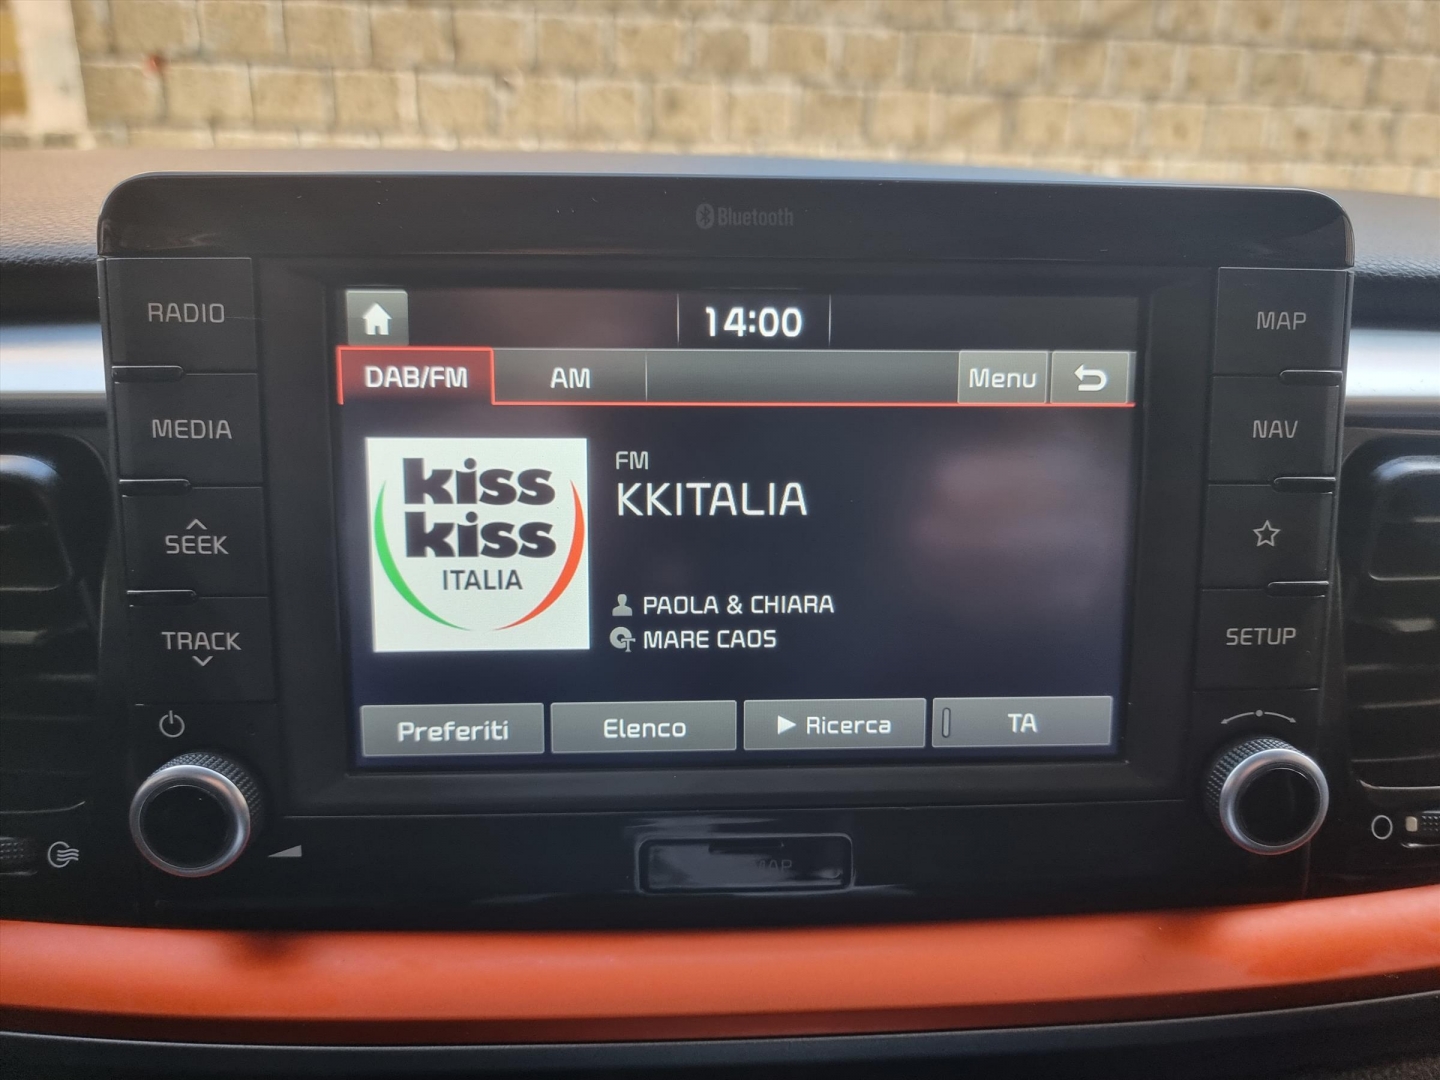 Bluetooth
RADIO
MEDIA
SEEK
TRACK
14:00
DAB/FM
AM
Menu
kiss
kiss
ITALIA
FM
KKITALIA
PAOLA & CHIARA
MARE CAOS
Preferiti
Elenco
Ricerca
TA
MAP
NAV
SETUP